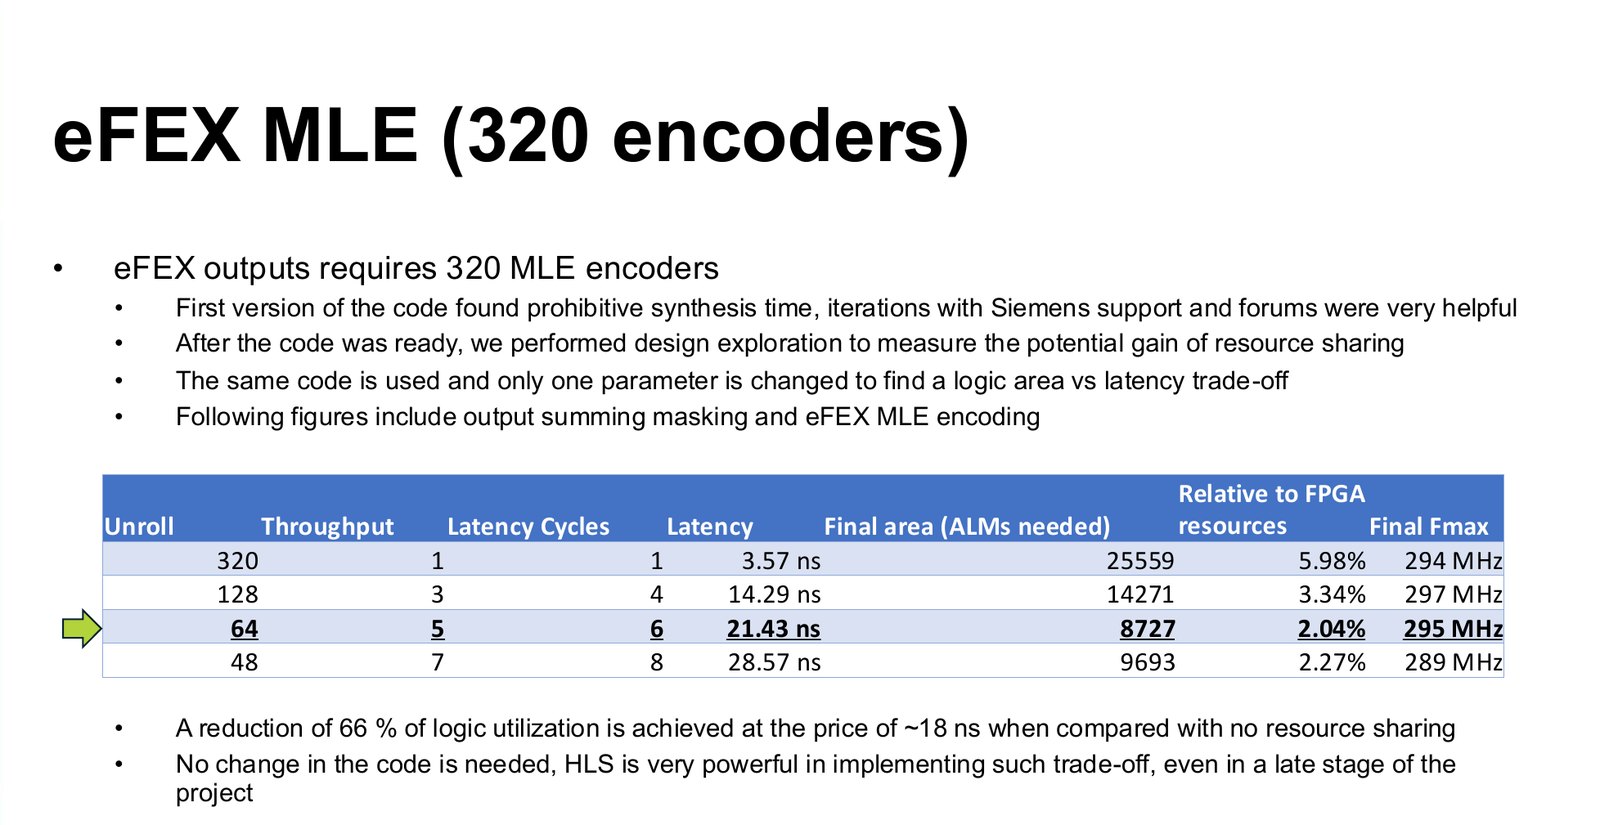 eFEX MLE (320 encoders)
• eFEX outputs requires 320 MLE encoders
• First version of the code found prohibitive synthesis time, iterations with Siemens support and forums were very helpful
• After the code was ready, we performed design exploration to measure the potential gain of resource sharing
• The same code is used and only one parameter is changed to find a logic area vs latency trade-off
• Following figures include output summing masking and eFEX MLE encoding
Unroll Throughput Latency Cycles Latency Final area (ALMs needed) Relative to FPGA resources Final Fmax
320 1 1 3.57 ns 25559 5.98% 294 MHz
128 3 4 14.29 ns 14271 3.34% 297 MHz
64 5 6 21.43 ns 8727 2.04% 295 MHz
48 7 8 28.57 ns 9693 2.27% 289 MHz
• A reduction of 66 % of logic utilization is achieved at the price of ~18 ns when compared with no resource sharing
• No change in the code is needed, HLS is very powerful in implementing such trade-off, even in a late stage of the
project